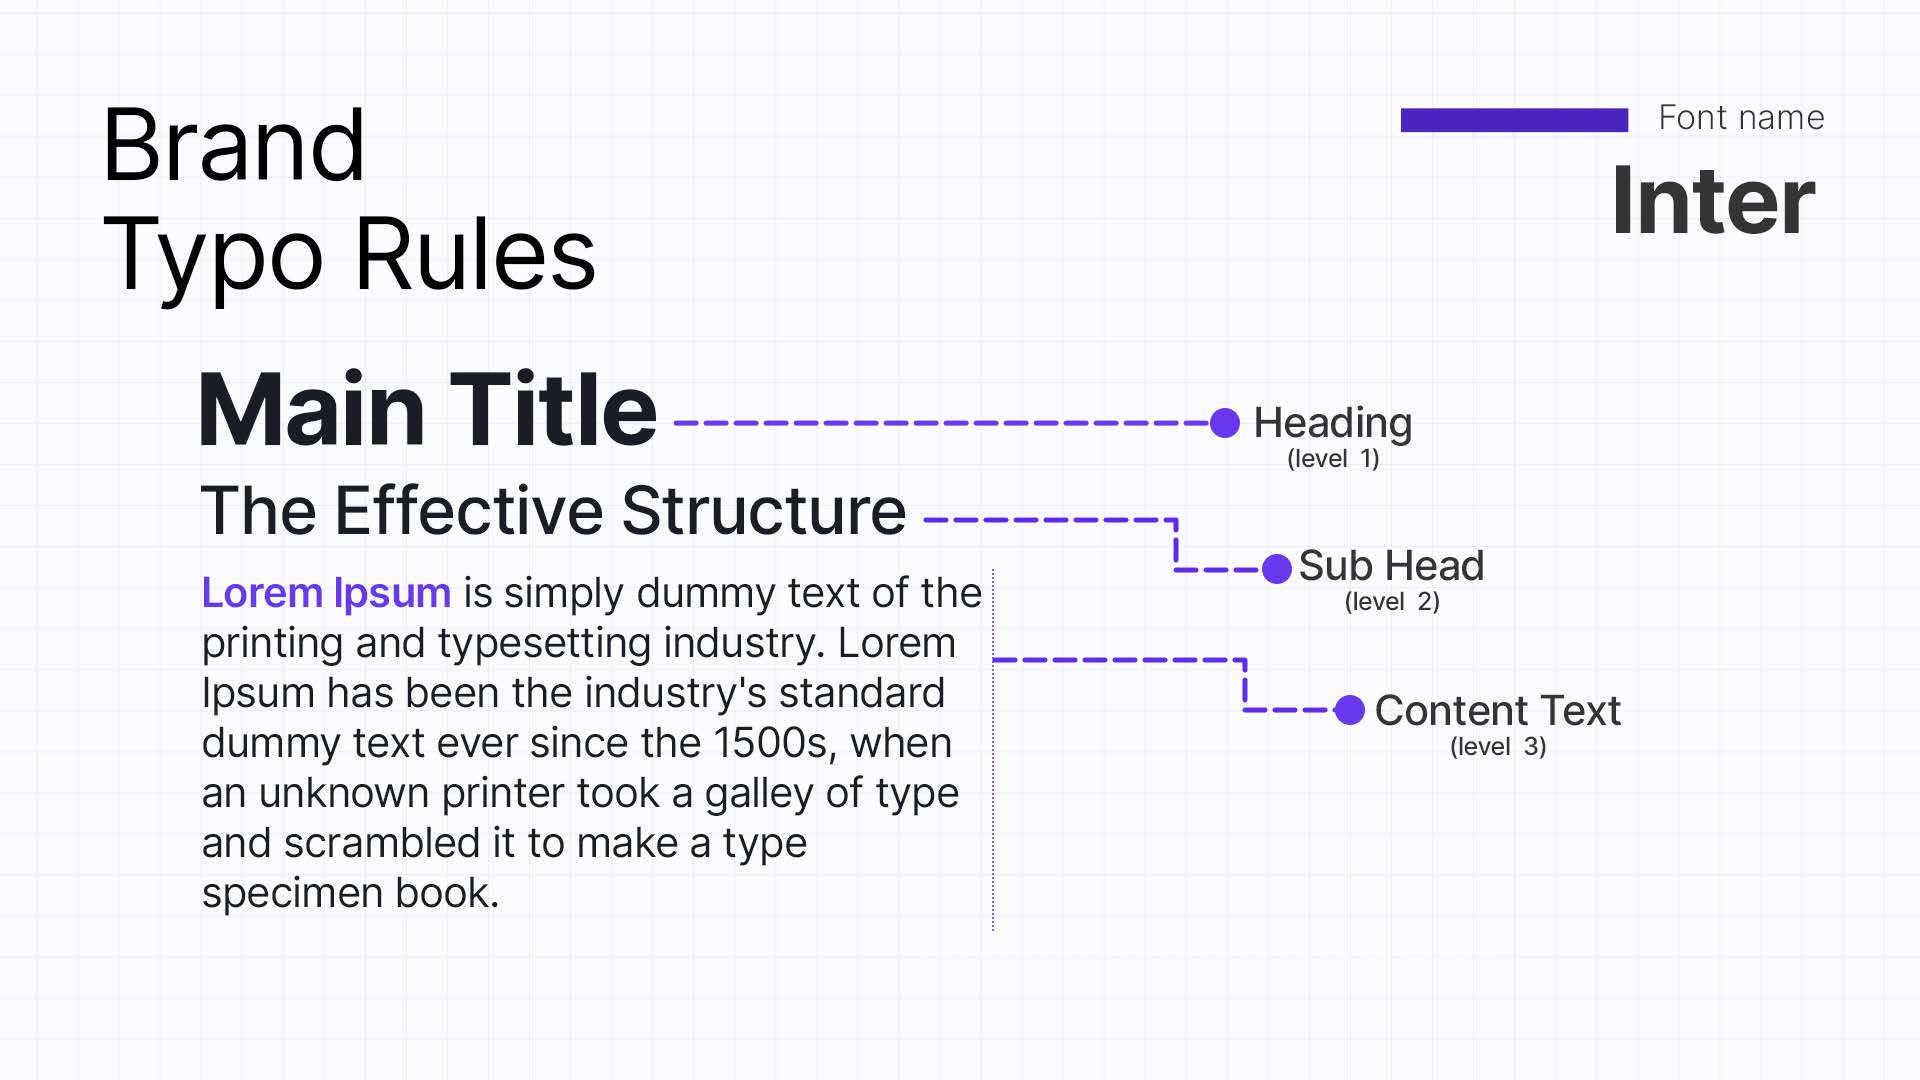 Brand
Typo Rules
Font name
Inter
Main Title
Heading
(level 1)
The Effective Structure
Sub Head
(level 2)
Lorem Ipsum is simply dummy text of the
printing and typesetting industry. Lorem
Ipsum has been the industry's standard
dummy text ever since the 1500s, when
an unknown printer took a galley of type
and scrambled it to make a type
specimen book.
Content Text
(level 3)